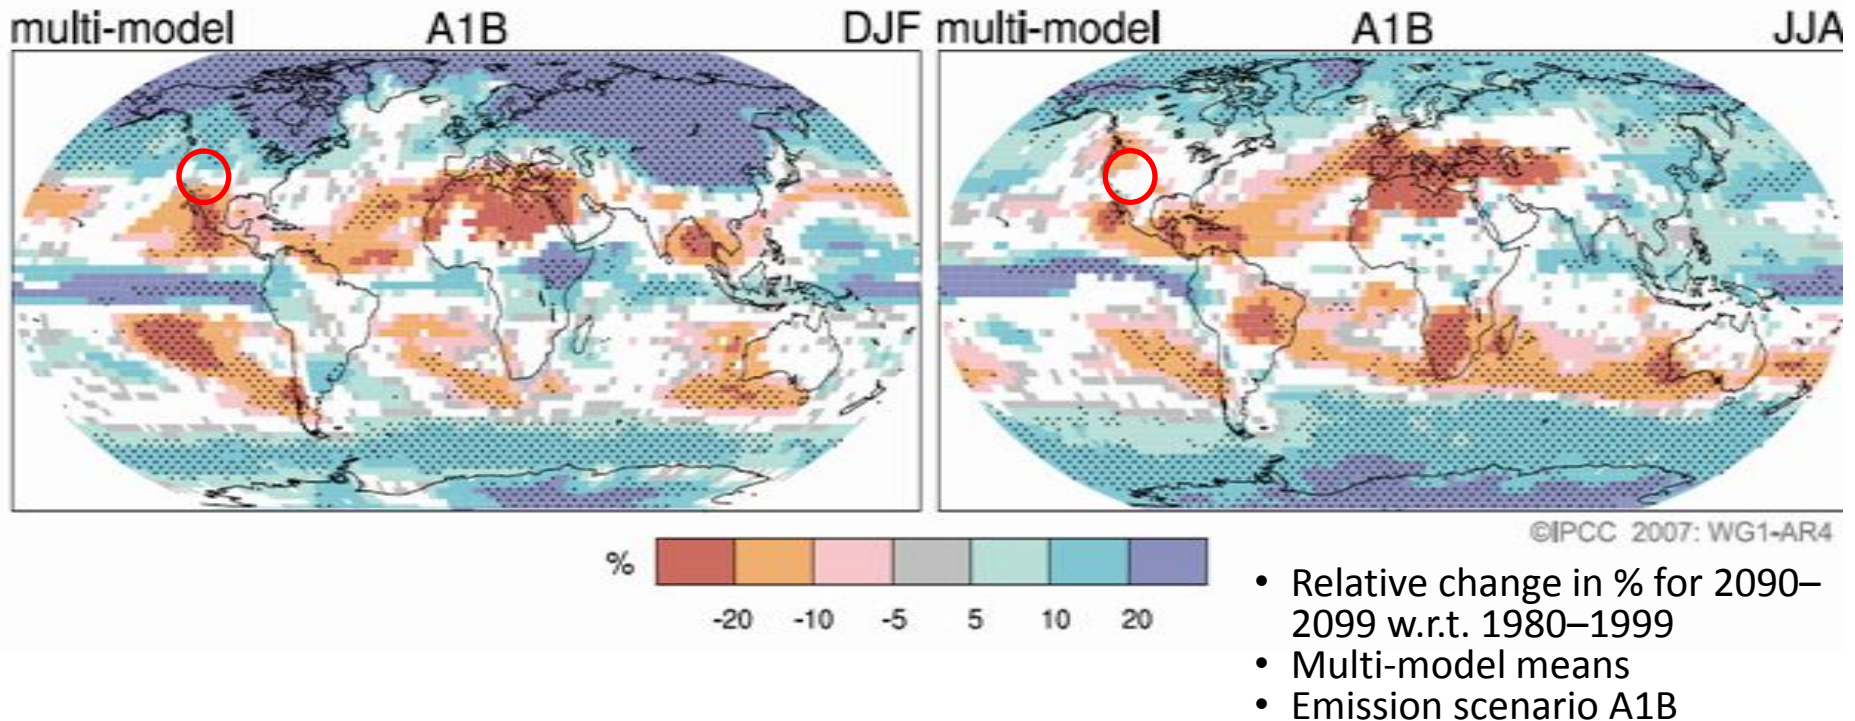 multi-model A1B DJF multi-model A1B JJA
©IPCC 2007: WG1-AR4
%
-20 -10 -5 5 10 20
• Relative change in % for 2090–
2099 w.r.t. 1980–1999
• Multi-model means
• Emission scenario A1B